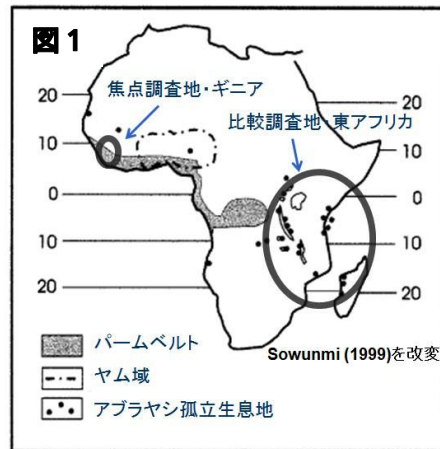 図1
焦点調査地・ギニア
比較調査地・東アフリカ
20
20
10
10
0
0
10
10
20
20
パームベルト
Sowunmi (1999)を改変
ヤム域
アブラヤシ孤立生息地